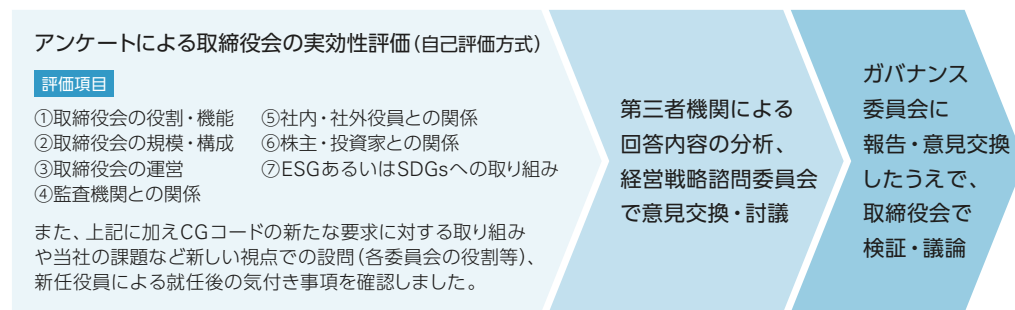 アンケートによる取締役会の実効性評価(自己評価方式)
評価項目
①取締役会の役割・機能
②取締役会の規模・構成
③取締役会の運営
④監査機関との関係
⑤社内・社外役員との関係
⑥株主・投資家との関係
⑦ESGあるいはSDGsへの取り組み
また、上記に加えCGコードの新たな要求に対する取り組み
や当社の課題など新しい視点での設問(各委員会の役割等)、
新任役員による就任後の気付き事項を確認しました。
第三者機関による
回答内容の分析、
経営戦略諮問委員会
で意見交換・討議
ガバナンス
委員会に
報告・意見交換
したうえで、
取締役会で
検証・議論